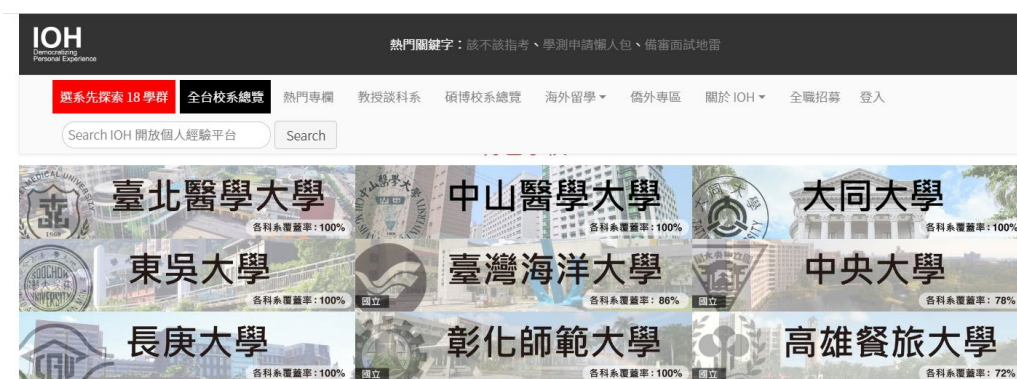 IOH
Democratizing
Personal Experience
熱門關鍵字：該不該指考、學測申請懶人包、備審面試地雷
選系先探索 18 學群 全台校系總覽 熱門專欄 教授談科系 碩博校系總覽 海外留學 僑外專區 關於 IOH 全職招募 登入
Search IOH 開放個人經驗平台 Search
臺北醫學大學 中山醫學大學 大同大學
各科系覆蓋率：100% 各科系覆蓋率：100% 各科系覆蓋率：100%
東吳大學 臺灣海洋大學 中央大學
各科系覆蓋率：100% 國立 各科系覆蓋率：86% 國立 各科系覆蓋率：78%
長庚大學 彰化師範大學 高雄餐旅大學
各科系覆蓋率：100% 國立 各科系覆蓋率：100% 國立 各科系覆蓋率：72%